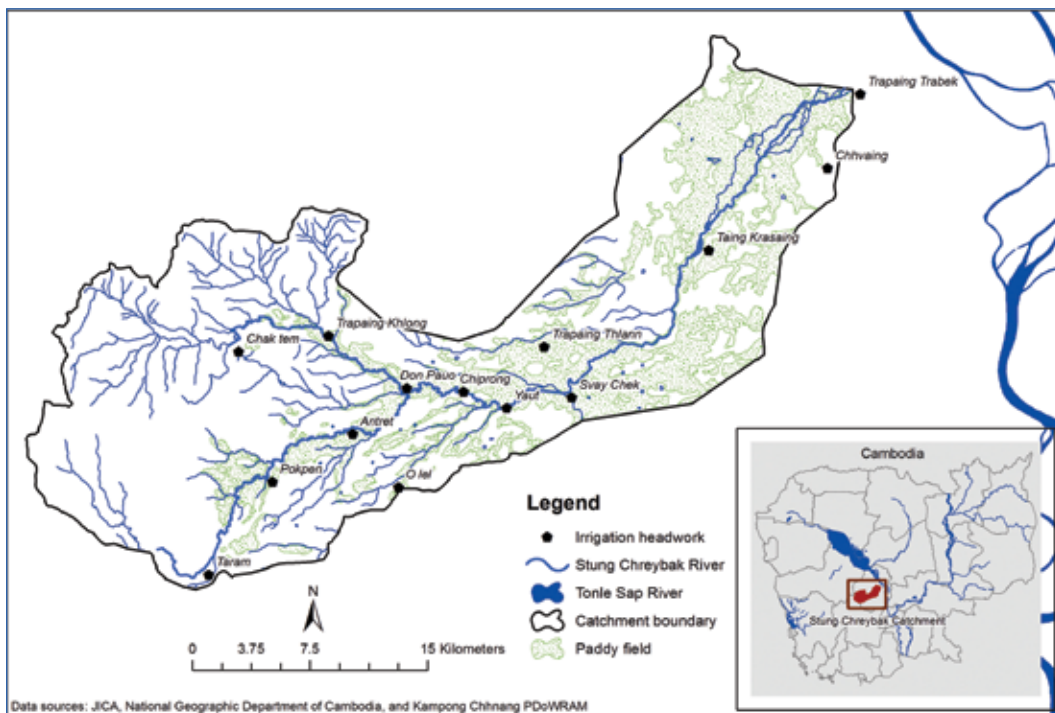 Trapaing Trabek
Chhvaing
Taing Krasaing
Trapaing Khlong
Trapaing Thlann
Chak tem
Don Pauo
Chiprong
Svay Chek
Yaut
Antret
Pokpen
O lel
Taram
Legend
Irrigation headwork
Stung Chreybak River
Tonle Sap River
Catchment boundary
Paddy field
N
0 3.75 7.5 15 Kilometers
Cambodia
Stung Chreybak Catchment
Data sources: JICA, National Geographic Department of Cambodia, and Kampong Chhnang PDoWRAM